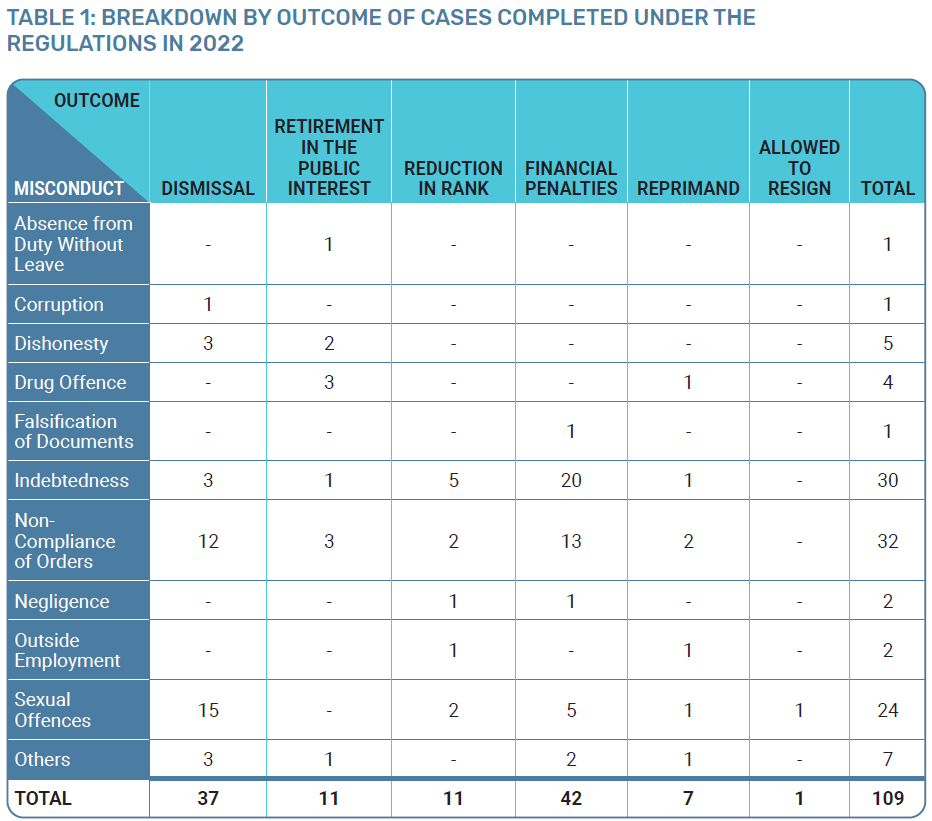 TABLE 1: BREAKDOWN BY OUTCOME OF CASES COMPLETED UNDER THE
REGULATIONS IN 2022
OUTCOME
MISCONDUCT
DISMISSAL
RETIREMENT
IN THE
PUBLIC
INTEREST
REDUCTION
IN RANK
FINANCIAL
PENALTIES
REPRIMAND
ALLOWED
TO
RESIGN
TOTAL
Absence from
Duty Without
Leave
- 1 - - - - 1
Corruption 1 - - - - - 1
Dishonesty 3 2 - - - - 5
Drug Offence - 3 - - 1 - 4
Falsification
of Documents
- - - 1 - - 1
Indebtedness 3 1 5 20 1 - 30
Non-
Compliance
of Orders
12 3 2 13 2 - 32
Negligence - - 1 1 - - 2
Outside
Employment
- - 1 - 1 - 2
Sexual
Offences
15 - 2 5 1 1 24
Others 3 1 - 2 1 - 7
TOTAL 37 11 11 42 7 1 109